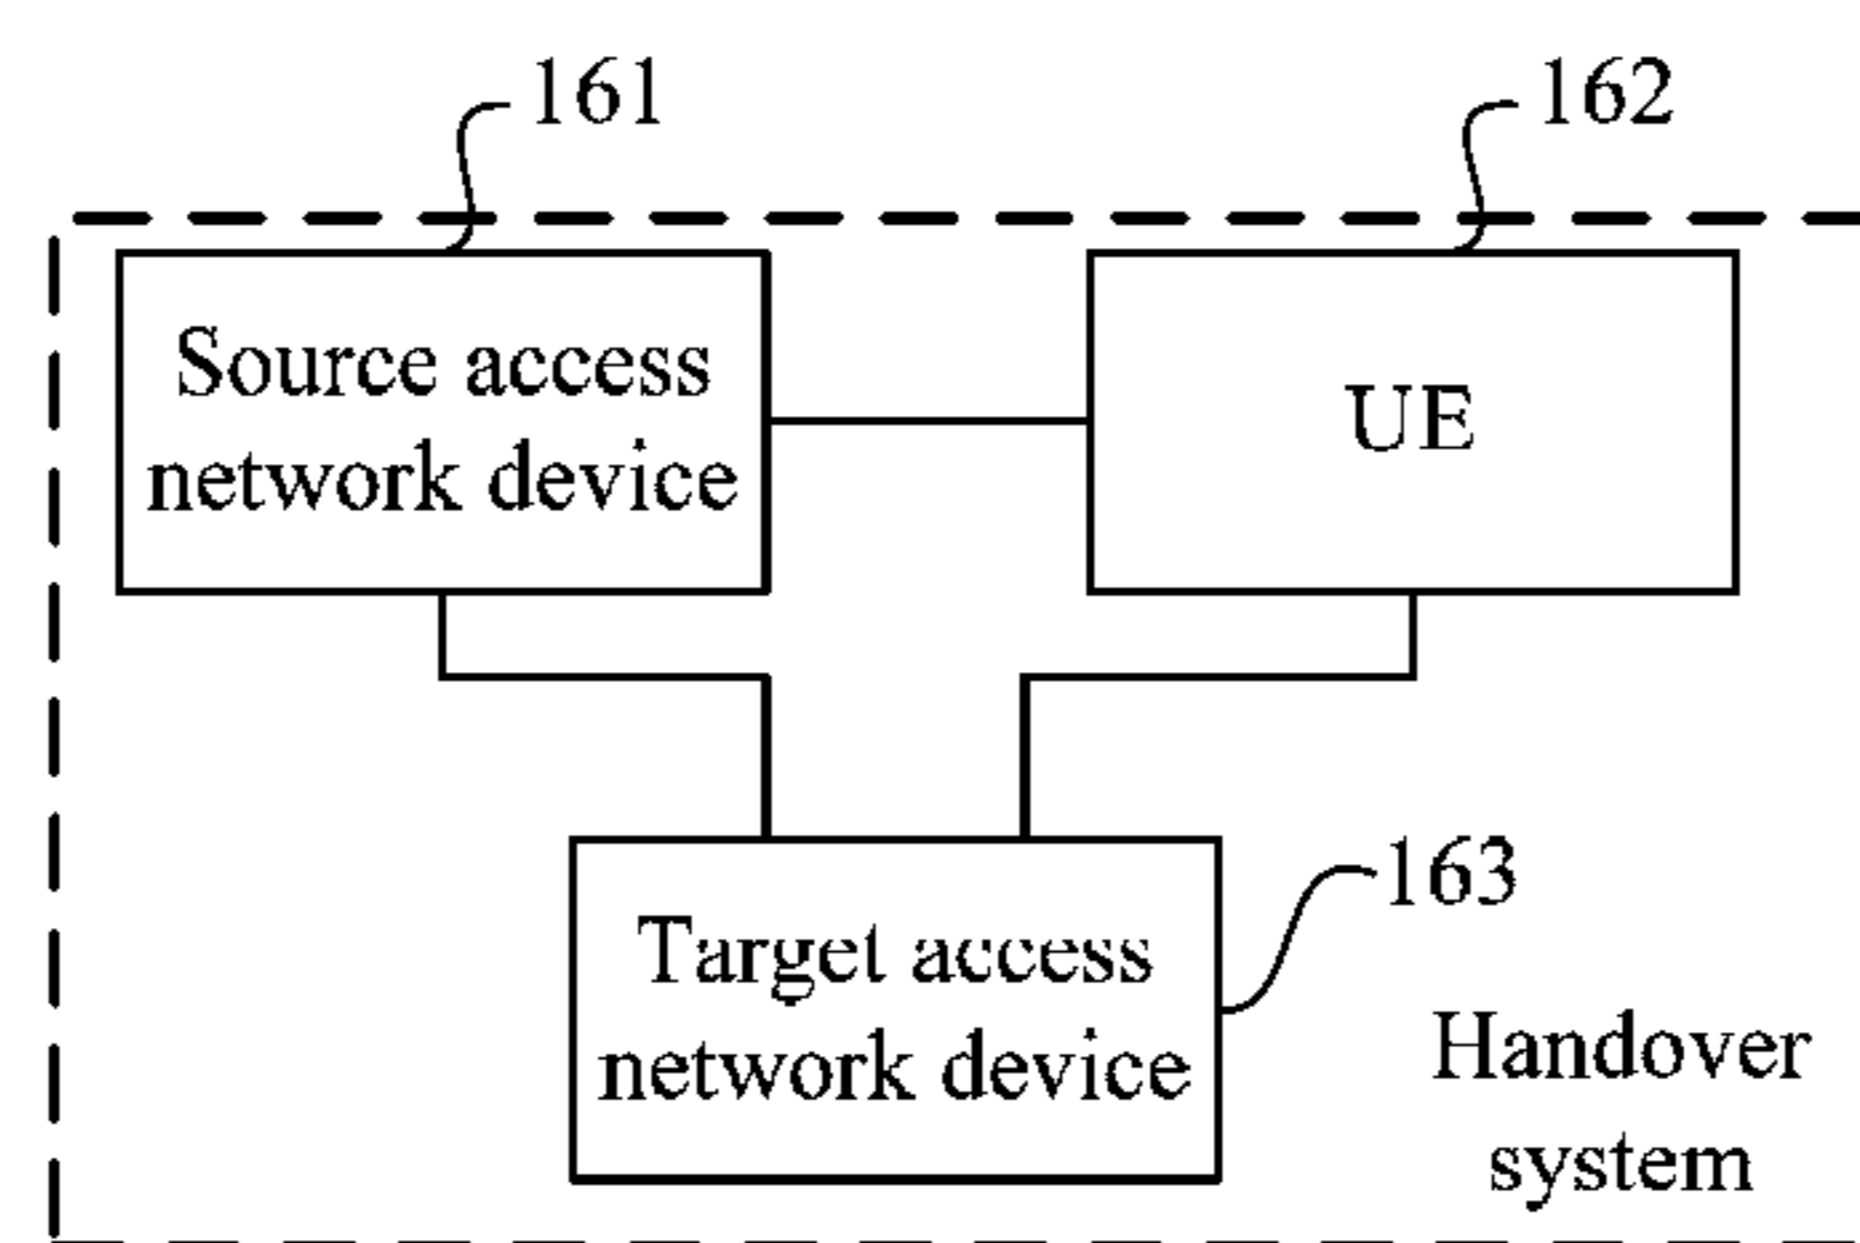 161
162
Source access
network device
UE
163
Target access
network device
Handover
system